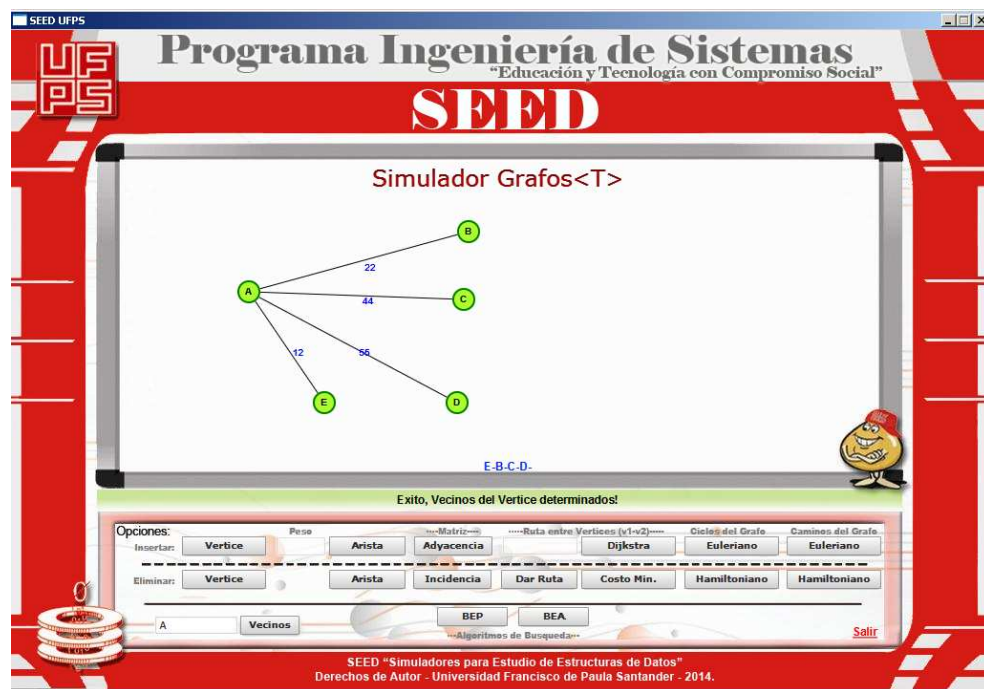 SEED UFPS
UF
PS
Programa Ingeniería de Sistemas
“Educación y Tecnología con Compromiso Social”
SEED
Simulador Grafos<T>
B
22
A
44
C
12
55
E
D
E-B-C-D-
Exito, Vecinos del Vertice determinados!
Opciones: Peso ----Matriz---- -----Ruta entre Vertices (v1-v2)----- Ciclos del Grafo Caminos del Grafo
Insertar: Vertice Arista Adyacencia Dijkstra Euleriano Euleriano
Eliminar: Vertice Arista Incidencia Dar Ruta Costo Min. Hamiltoniano Hamiltoniano
A Vecinos BEP BEA
---Algoritmos de Busqueda--- Salir
SEED “Simuladores para Estudio de Estructuras de Datos”
Derechos de Autor - Universidad Francisco de Paula Santander - 2014.